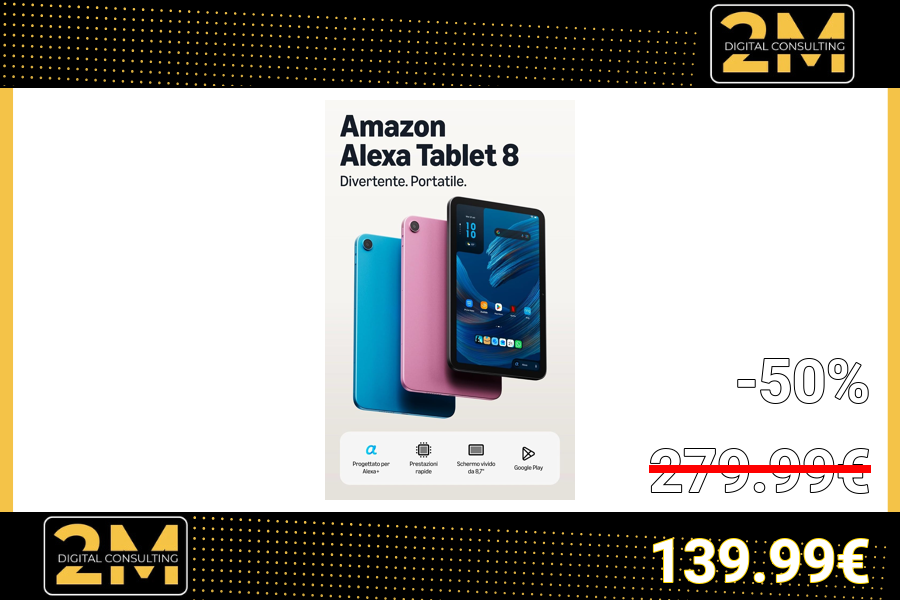 2M
DIGITAL CONSULTING
Amazon
Alexa Tablet 8
Divertente. Portatile.
10
10
Progettato per
Alexa+
Prestazioni
rapide
Schermo vivido
da 8,7"
Google Play
-50%
279.99€
2M
DIGITAL CONSULTING
139.99€